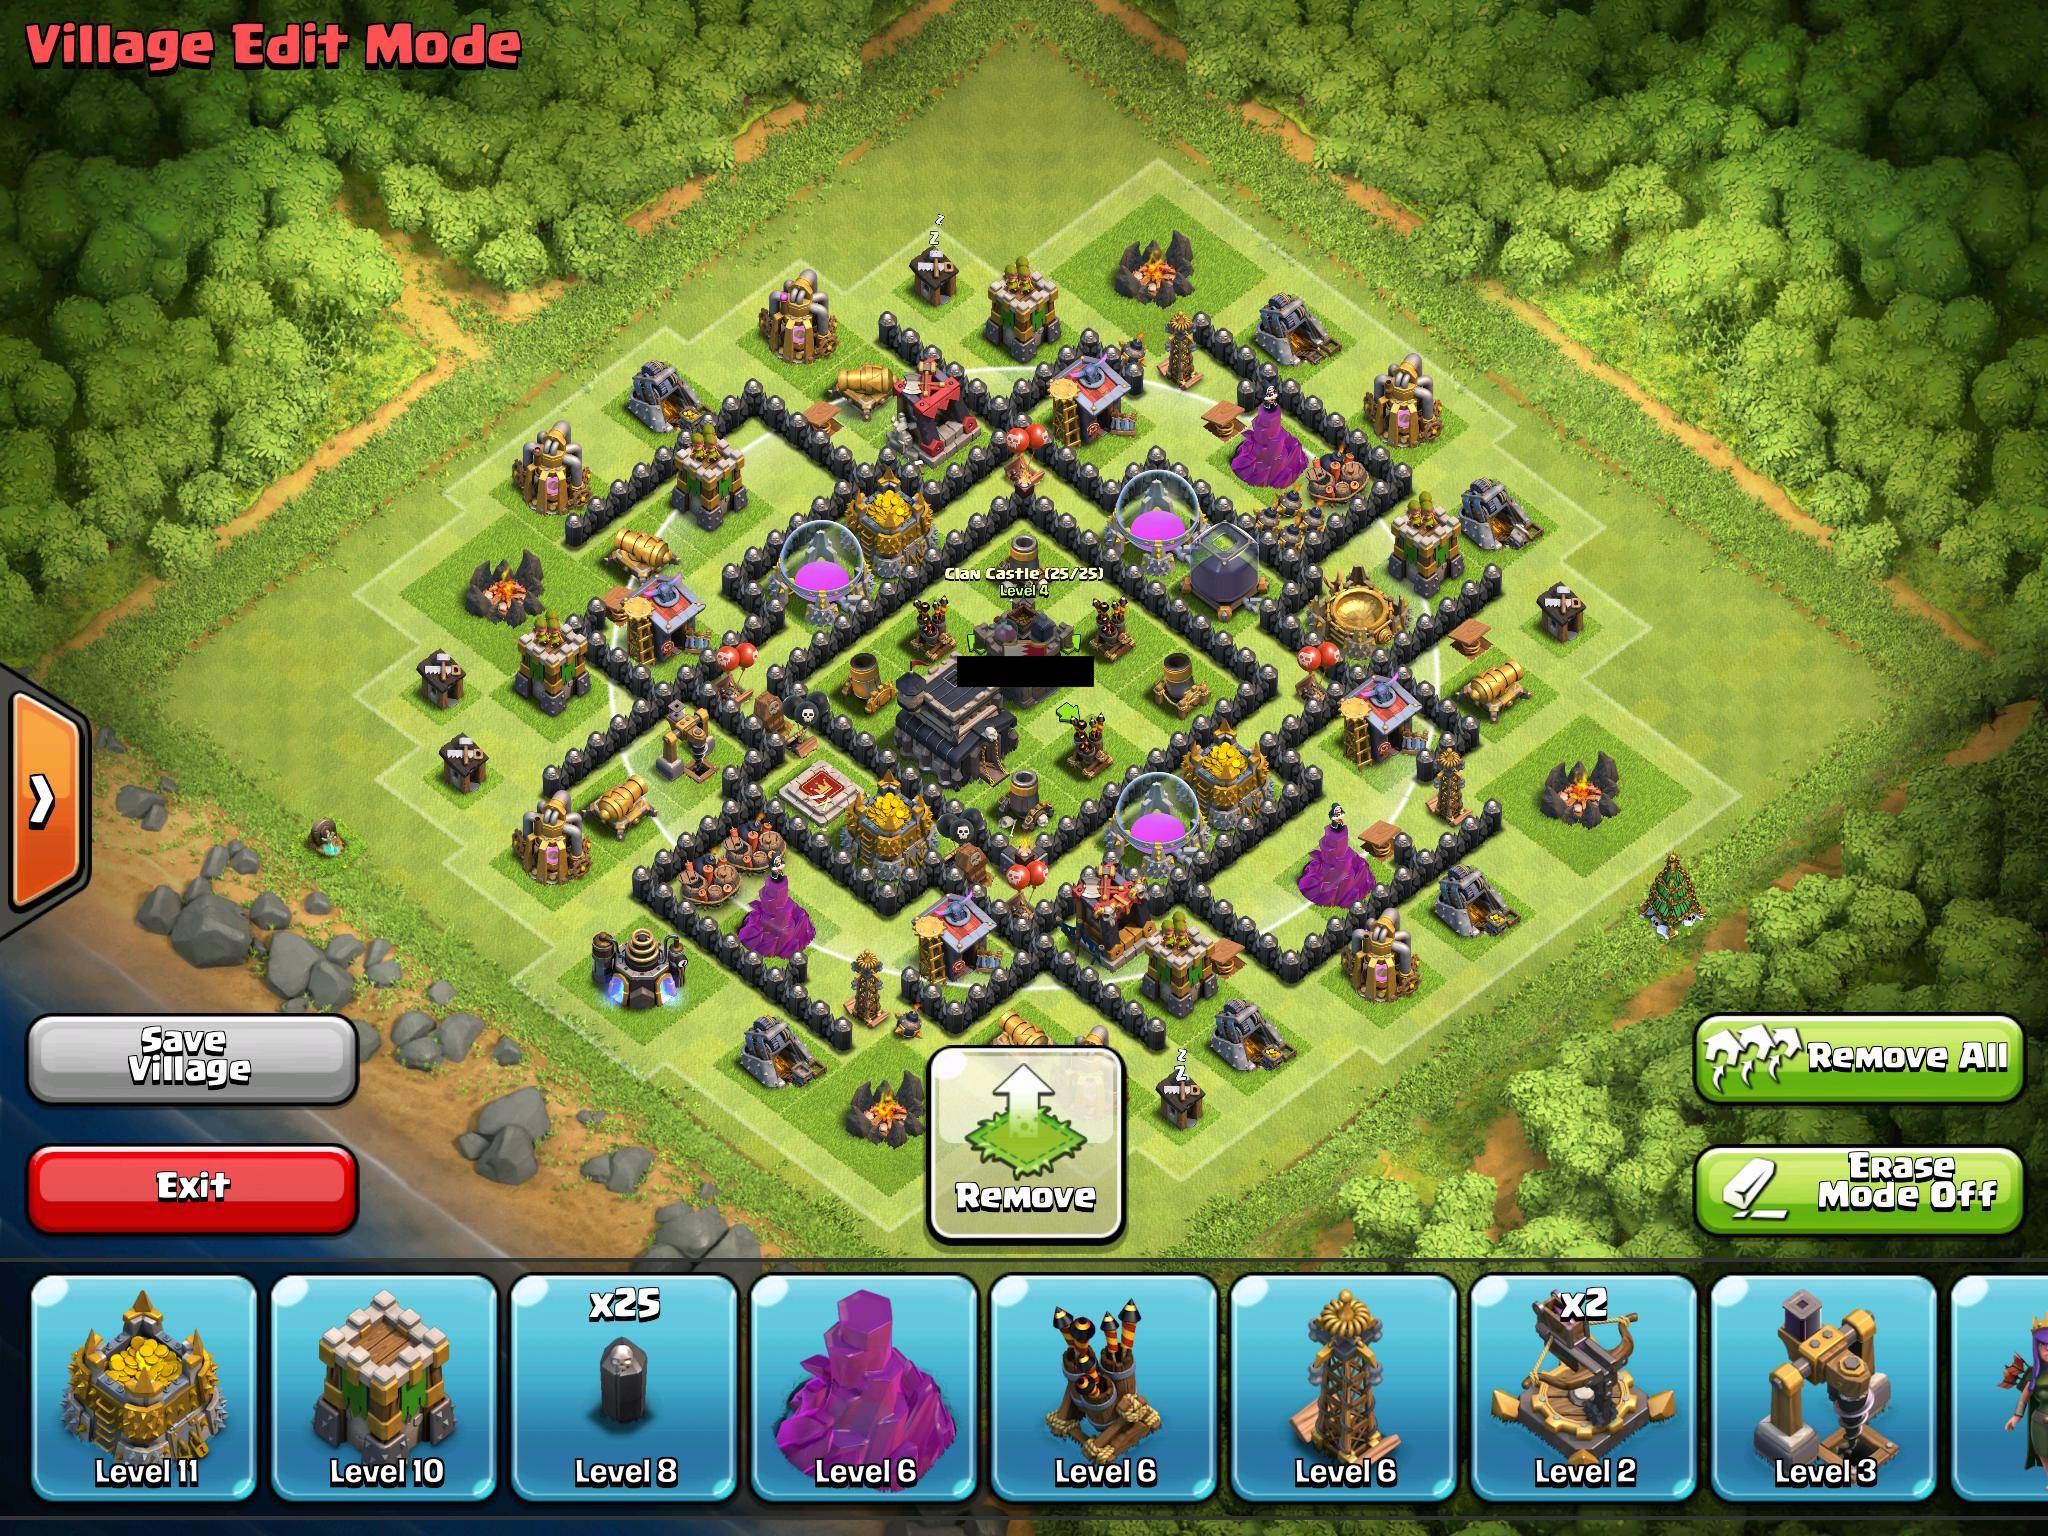 Village Edit Mode
z
z
Clan Castle (25/25)
Level 4
Save
Village
Exit
z
z
Remove
Remove All
Erase
Mode Off
Level 11
Level 10
x25
Level 8
Level 6
Level 6
Level 6
x2
Level 2
Level 3